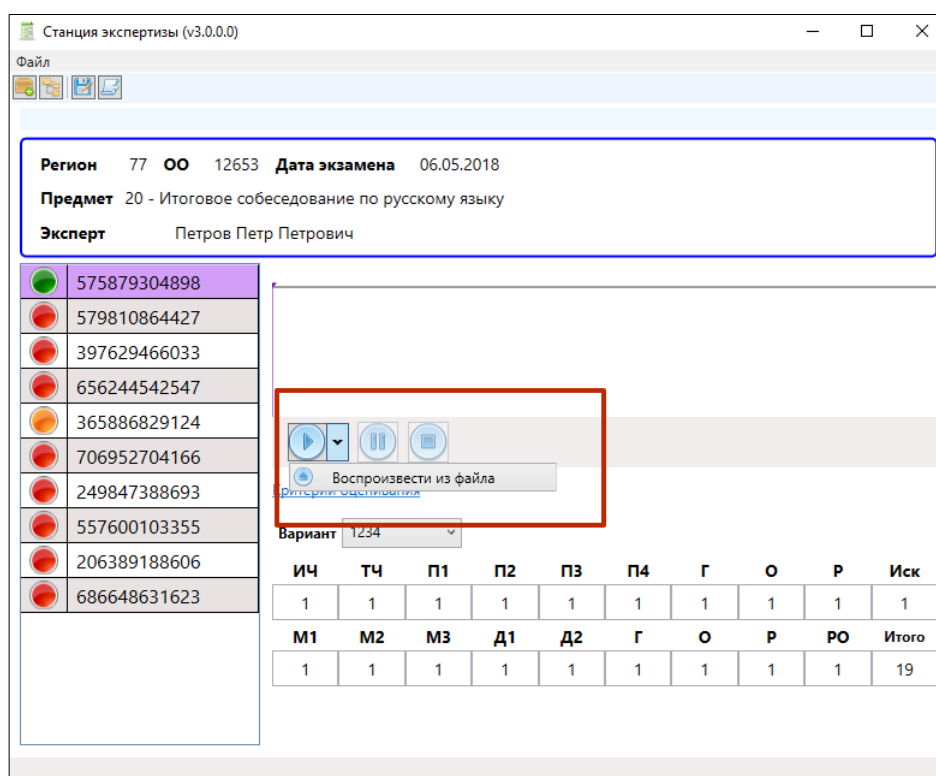 Станция экспертизы (v3.0.0.0)
Файл
Регион 77 ОО 12653 Дата экзамена 06.05.2018
Предмет 20 - Итоговое собеседование по русскому языку
Эксперт Петров Петр Петрович
575879304898
579810864427
397629466033
656244542547
365886829124
706952704166
249847388693
557600103355
206389188606
686648631623
Воспроизвести из файла
Критерии оценивания
Вариант 1234
ИЧ ТЧ П1 П2 П3 П4 Г О Р Иск
1 1 1 1 1 1 1 1 1 1
М1 М2 М3 Д1 Д2 Г О Р РО Итого
1 1 1 1 1 1 1 1 1 19